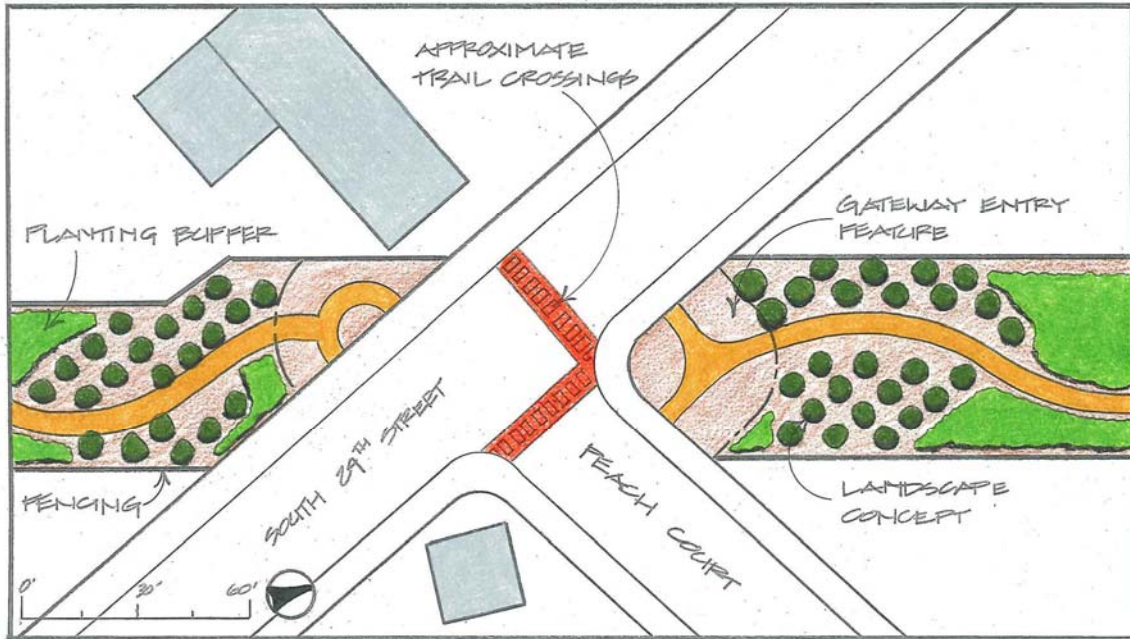 APPROXIMATE
TRAIL CROSSINGS
GATEWAY ENTRY
FEATURE
PLANTING BUFFER
FENCING
SOUTH 29TH STREET
PEACH COURT
LANDSCAPE
CONCEPT
0' 30' 60'